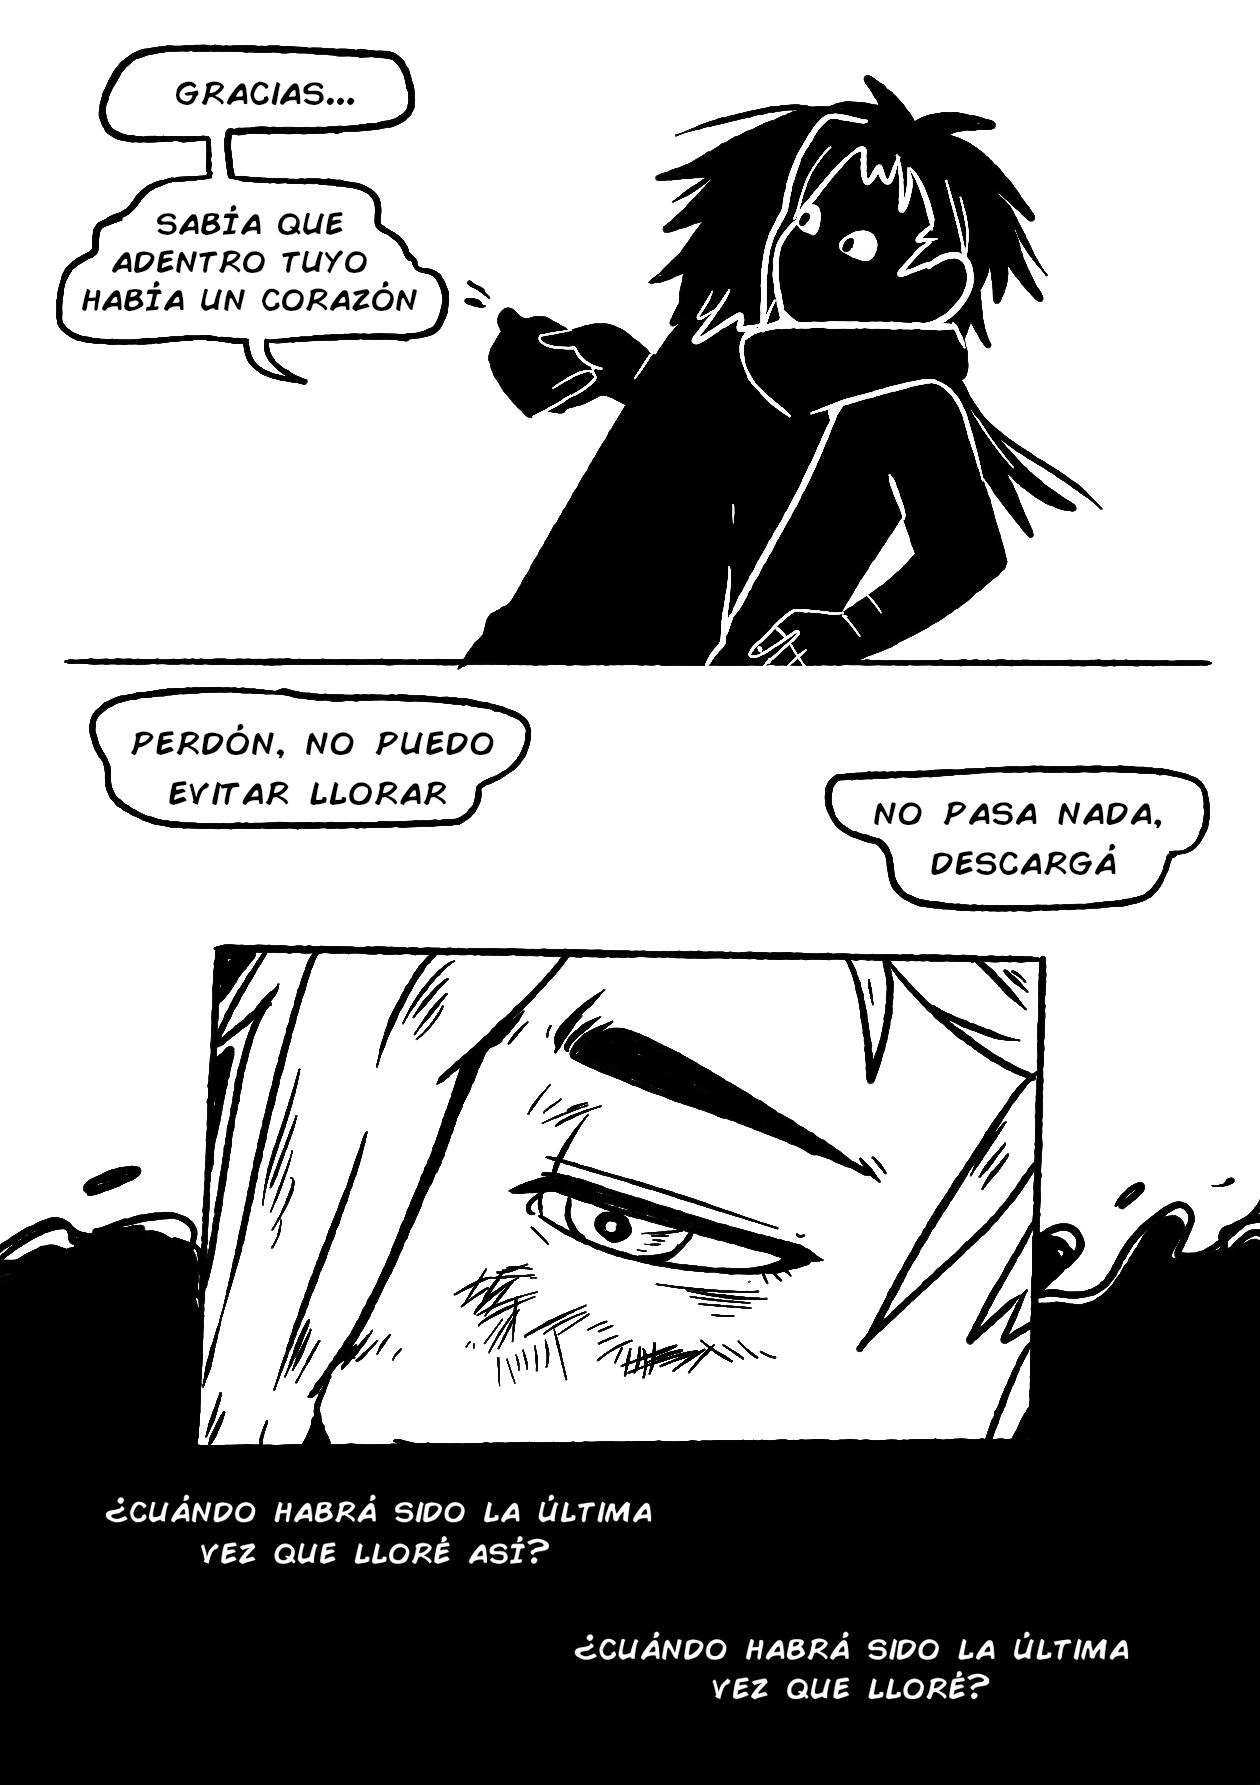 GRACIAS...
SABÍA QUE
ADENTRO TUYO
HABÍA UN CORAZÓN
PERDÓN, NO PUEDO
EVITAR LLORAR
NO PASA NADA,
DESCARGÁ
¿CUÁNDO HABRÁ SIDO LA ÚLTIMA
VEZ QUE LLORÉ ASÍ?
¿CUÁNDO HABRÁ SIDO LA ÚLTIMA
VEZ QUE LLORÉ?